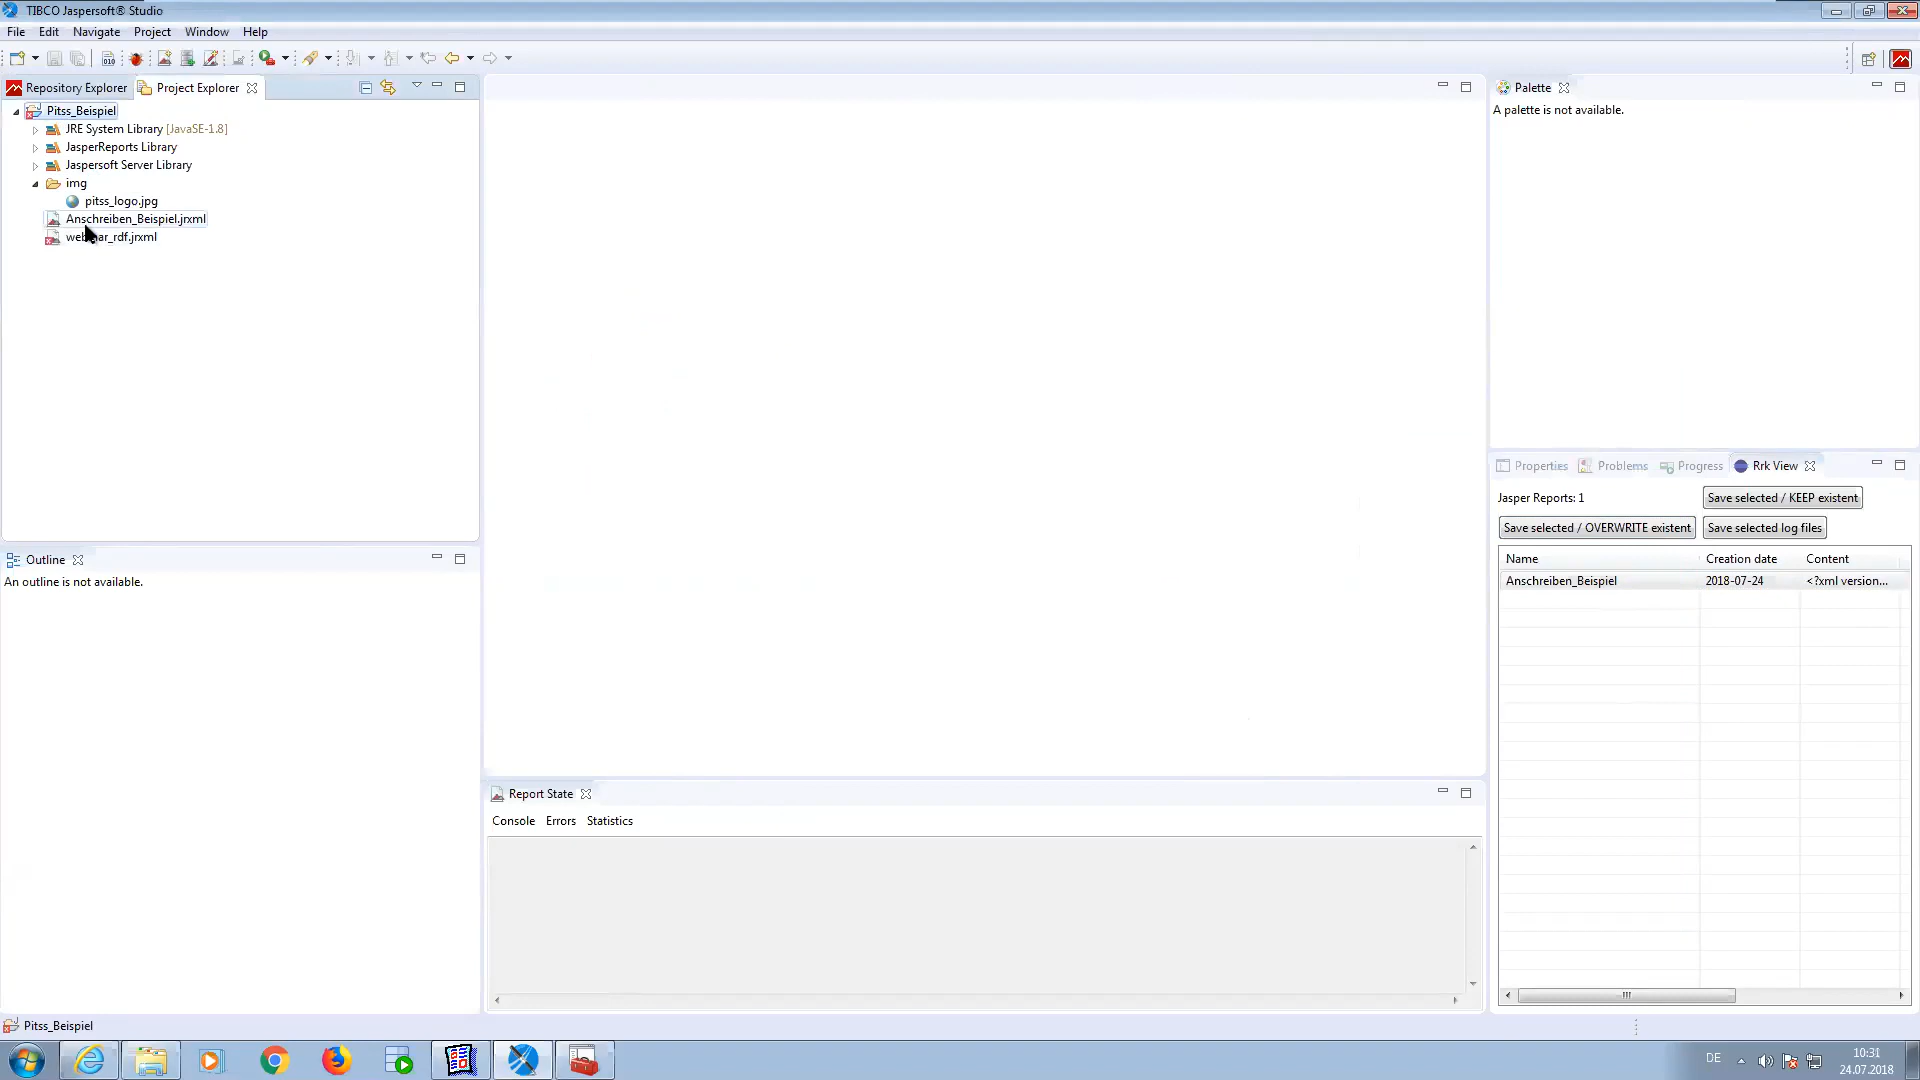 TIBCO Jaspersoft® Studio
File Edit Navigate Project Window Help
Repository Explorer Project Explorer
Pitss_Beispiel
JRE System Library [JavaSE-1.8]
JasperReports Library
Jaspersoft Server Library
img
pitss_logo.jpg
Anschreiben_Beispiel.jrxml
webinar_rdf.jrxml
Outline
An outline is not available.
Report State
Console Errors Statistics
Palette
A palette is not available.
Properties Problems Progress Rrk View
Jasper Reports: 1 Save selected / KEEP existent
Save selected / OVERWRITE existent Save selected log files
Name Creation date Content
Anschreiben_Beispiel 2018-07-24 <?xml version...
Pitss_Beispiel
DE 10:31
24.07.2018